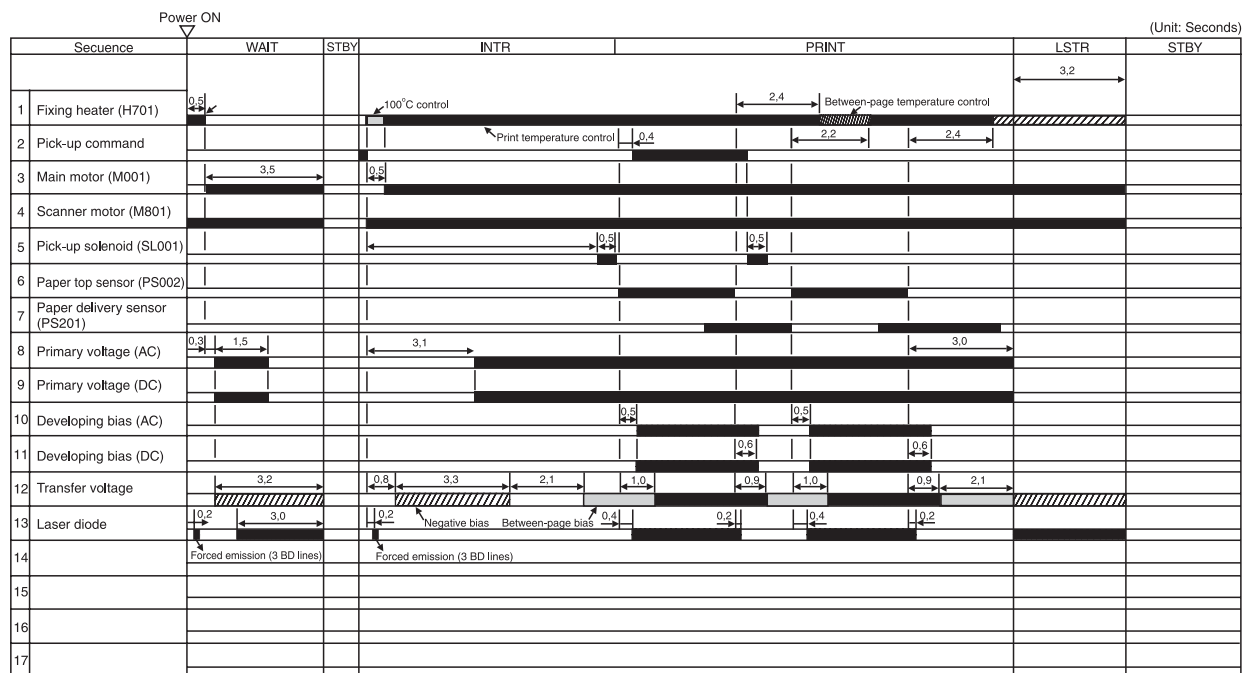 Power ON
(Unit: Seconds)
Secuence WAIT STBY INTR PRINT LSTR STBY
3,2
1 Fixing heater (H701) 0,5 100°C control 2,4 Between-page temperature control
Print temperature control
2 Pick-up command 0,4 2,2 2,4
3 Main motor (M001) 3,5 0,5
4 Scanner motor (M801)
5 Pick-up solenoid (SL001) 0,5 0,5
6 Paper top sensor (PS002)
7 Paper delivery sensor
(PS201)
8 Primary voltage (AC) 0,3 1,5 3,1 3,0
9 Primary voltage (DC)
10 Developing bias (AC) 0,5 0,5
11 Developing bias (DC) 0,6 0,6
12 Transfer voltage 3,2 0,8 3,3 2,1 1,0 0,9 1,0 0,9 2,1
Negative bias Between-page bias
13 Laser diode 0,2 3,0 0,2 0,4 0,2 0,4 0,2
Forced emission (3 BD lines) Forced emission (3 BD lines)
14
15
16
17